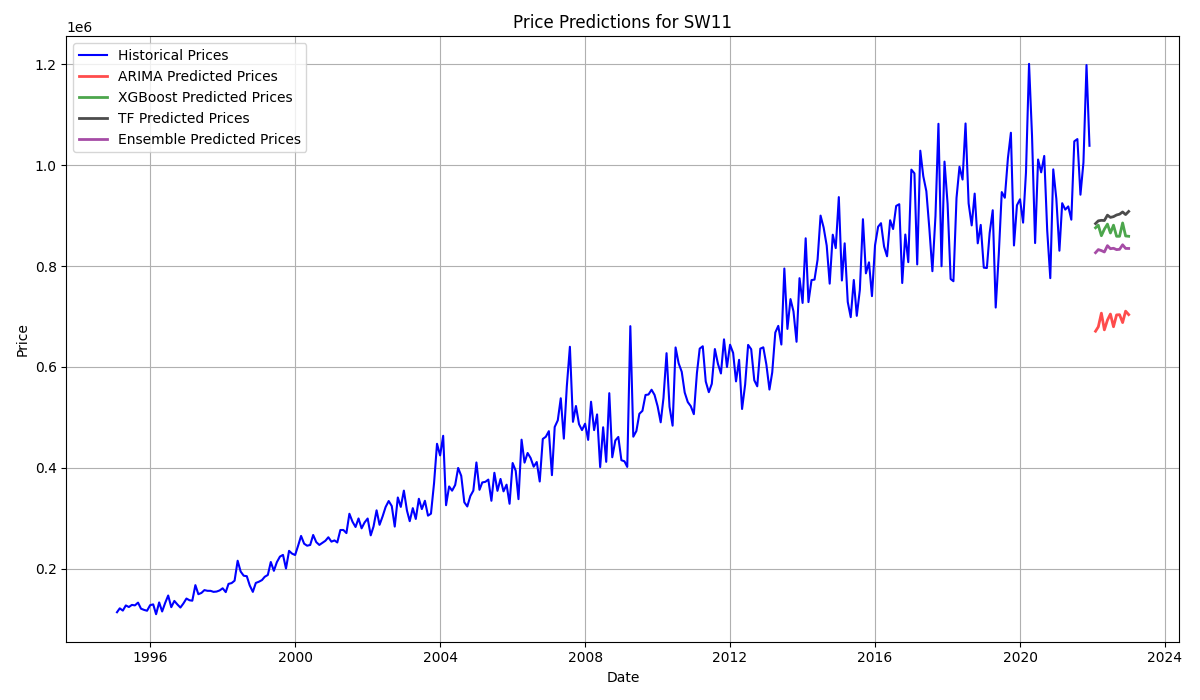 Price Predictions for SW11
1e6
Historical Prices
ARIMA Predicted Prices
XGBoost Predicted Prices
TF Predicted Prices
Ensemble Predicted Prices
1.2
1.0
0.8
0.6
0.4
0.2
Price
1996
2000
2004
2008
2012
2016
2020
2024
Date